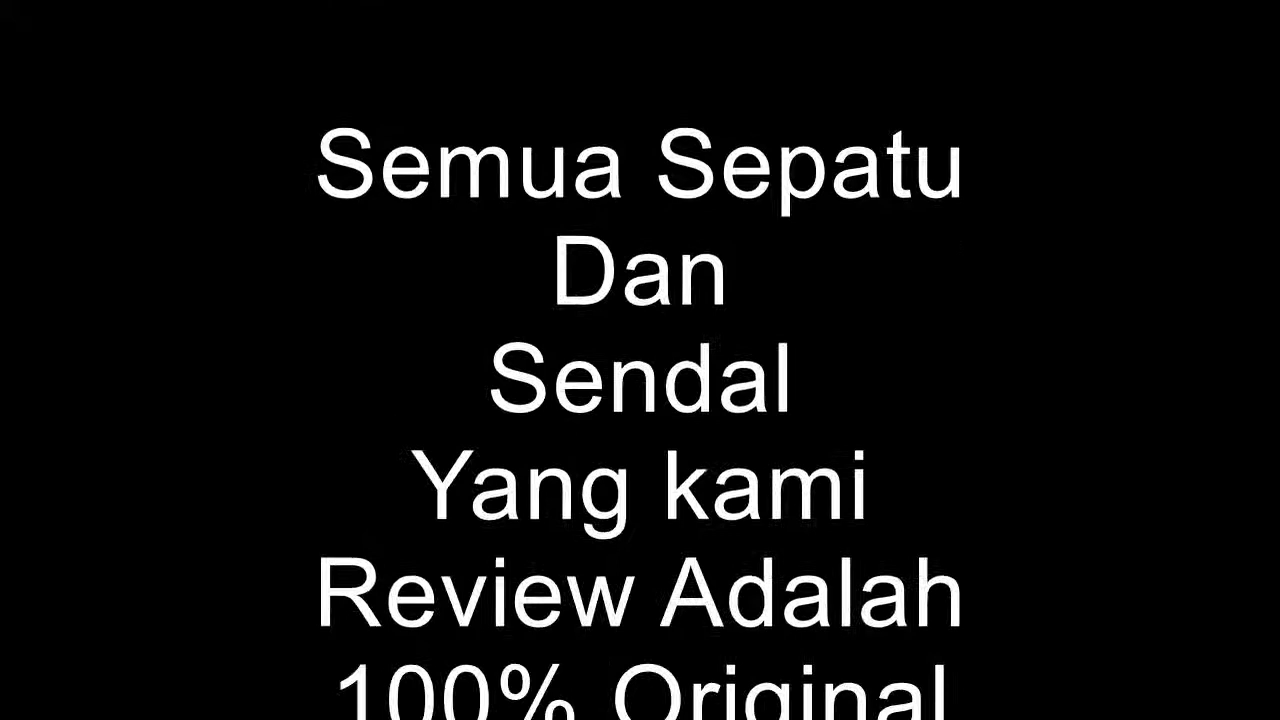 Semua Sepatu
Dan
Sendal
Yang kami
Review Adalah
100% Original